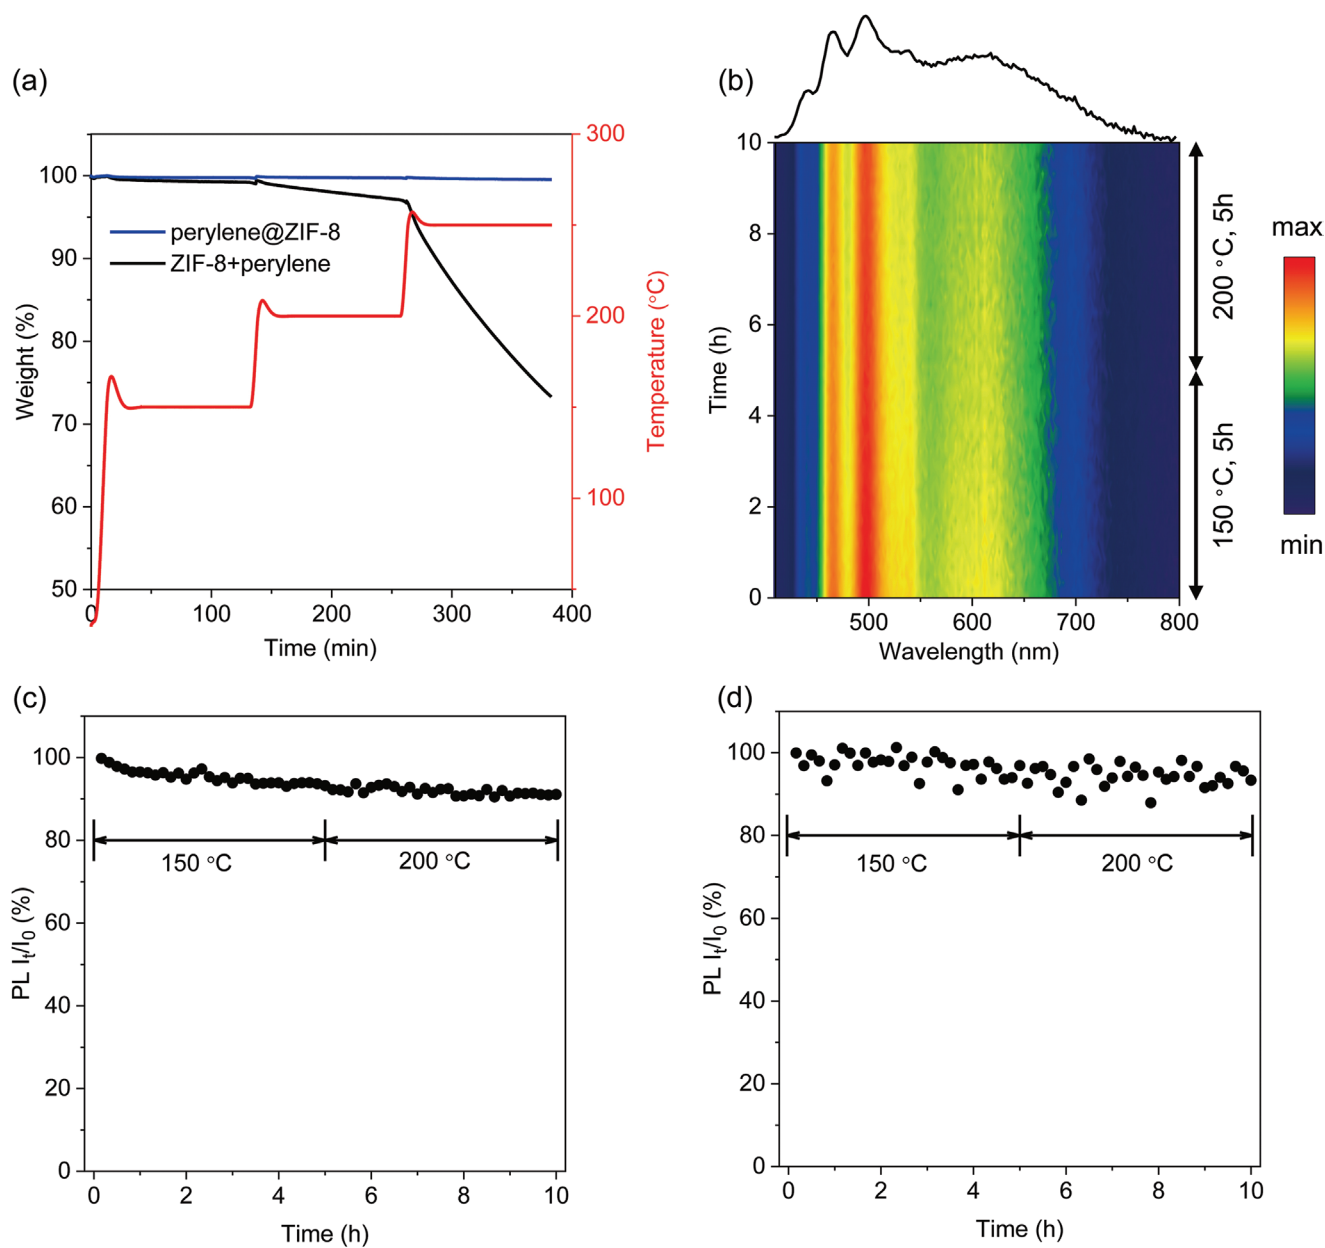 (a)
100
90
80
70
60
50
Weight (%)
perylene@ZIF-8
ZIF-8+perylene
300
200
100
Temperature (°C)
0
100
200
300
400
Time (min)
(b)
10
8
6
4
2
0
Time (h)
500
600
700
800
Wavelength (nm)
200 °C, 5h
150 °C, 5h
max
min
(c)
100
80
60
40
20
0
PL It/I0 (%)
150 °C
200 °C
0
2
4
6
8
10
Time (h)
(d)
100
80
60
40
20
0
PL It/I0 (%)
150 °C
200 °C
0
2
4
6
8
10
Time (h)